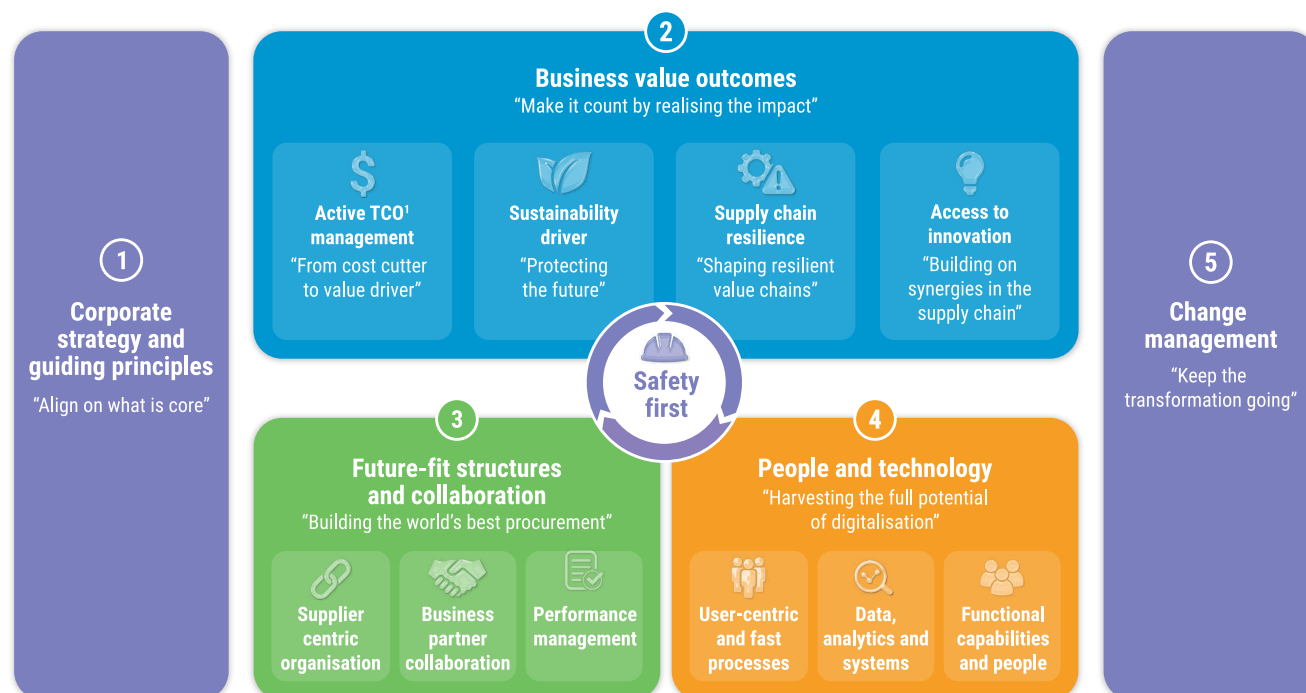 1
Corporate
strategy and
guiding principles
“Align on what is core”
2
Business value outcomes
“Make it count by realising the impact”
$
Active TCO¹
management
“From cost cutter
to value driver”
Sustainability
driver
“Protecting
the future”
Supply chain
resilience
“Shaping resilient
value chains”
Access to
innovation
“Building on
synergies in the
supply chain”
Safety
first
3
Future-fit structures
and collaboration
“Building the world’s best procurement”
Supplier
centric
organisation
Business
partner
collaboration
Performance
management
4
People and technology
“Harvesting the full potential
of digitalisation”
User-centric
and fast
processes
Data,
analytics and
systems
Functional
capabilities
and people
5
Change
management
“Keep the
transformation going”